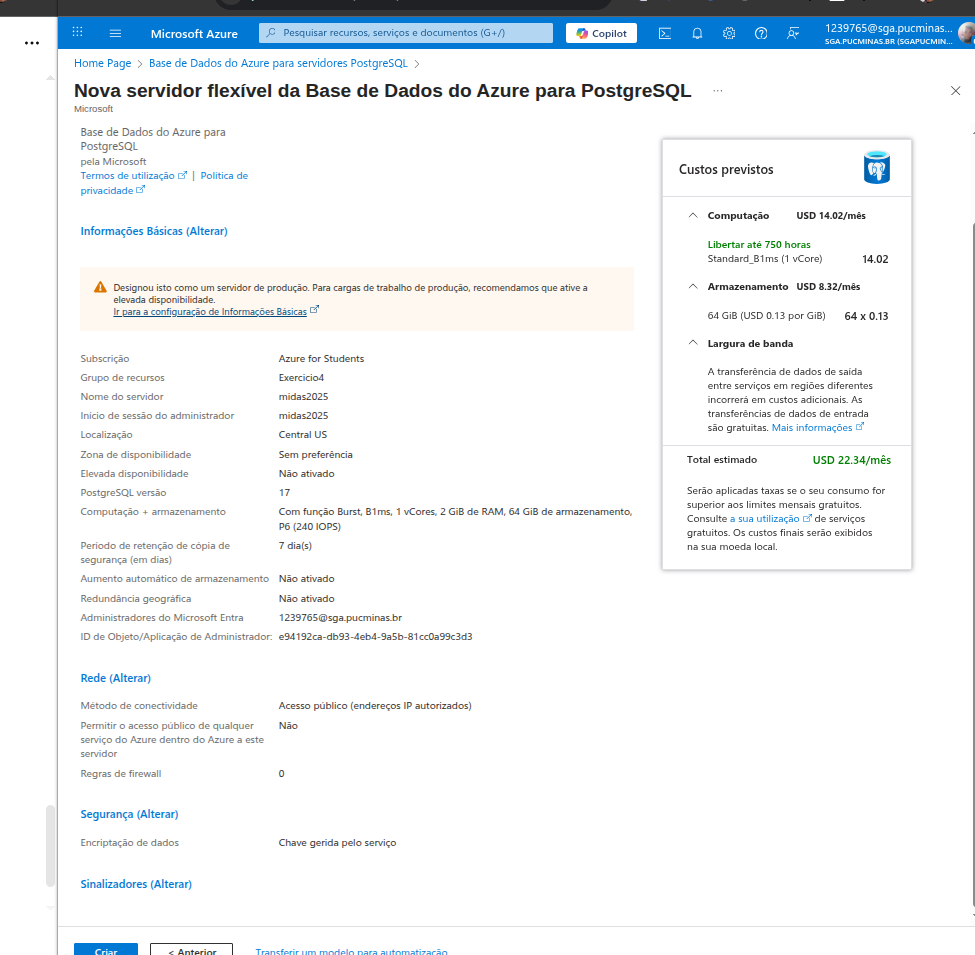 Microsoft Azure
Pesquisar recursos, serviços e documentos (G+/)
Copilot
1239765@sga.pucminas...
SGA.PUCMINAS.BR (SGAPUCMIN...
Home Page > Base de Dados do Azure para servidores PostgreSQL >
Nova servidor flexível da Base de Dados do Azure para PostgreSQL ...
Microsoft
Base de Dados do Azure para
PostgreSQL
pela Microsoft
Termos de utilização | Política de
privacidade
Informações Básicas (Alterar)
Designou isto como um servidor de produção. Para cargas de trabalho de produção, recomendamos que ative a
elevada disponibilidade.
Ir para a configuração de Informações Básicas
Subscrição Azure for Students
Grupo de recursos Exercicio4
Nome do servidor midas2025
Início de sessão do administrador midas2025
Localização Central US
Zona de disponibilidade Sem preferência
Elevada disponibilidade Não ativado
PostgreSQL versão 17
Computação + armazenamento Com função Burst, B1ms, 1 vCores, 2 GiB de RAM, 64 GiB de armazenamento,
P6 (240 IOPS)
Período de retenção de cópia de 7 dia(s)
segurança (em dias)
Aumento automático de armazenamento Não ativado
Redundância geográfica Não ativado
Administradores do Microsoft Entra 1239765@sga.pucminas.br
ID de Objeto/Aplicação de Administrador: e94192ca-db93-4eb4-9a5b-81cc0a99c3d3
Rede (Alterar)
Método de conectividade Acesso público (endereços IP autorizados)
Permitir o acesso público de qualquer Não
serviço do Azure dentro do Azure a este
servidor
Regras de firewall 0
Segurança (Alterar)
Encriptação de dados Chave gerida pelo serviço
Sinalizadores (Alterar)
Criar
< Anterior
Transferir um modelo para automatização
Custos previstos
Computação USD 14.02/mês
Libertar até 750 horas
Standard_B1ms (1 vCore) 14.02
Armazenamento USD 8.32/mês
64 GiB (USD 0.13 por GiB) 64 x 0.13
Largura de banda
A transferência de dados de saída
entre serviços em regiões diferentes
incorrerá em custos adicionais. As
transferências de dados de entrada
são gratuitas. Mais informações
Total estimado USD 22.34/mês
Serão aplicadas taxas se o seu consumo for
superior aos limites mensais gratuitos.
Consulte a sua utilização de serviços
gratuitos. Os custos finais serão exibidos
na sua moeda local.